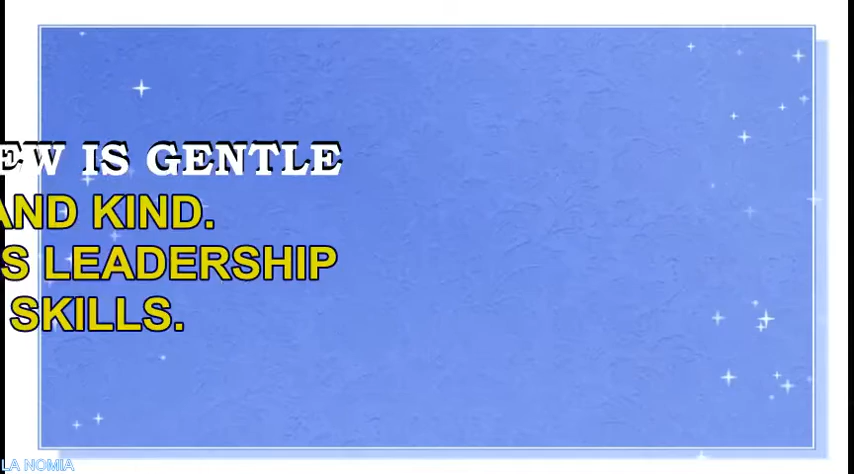 EW IS GENTLE
AND KIND.
S LEADERSHIP
SKILLS.
LA NOMIA